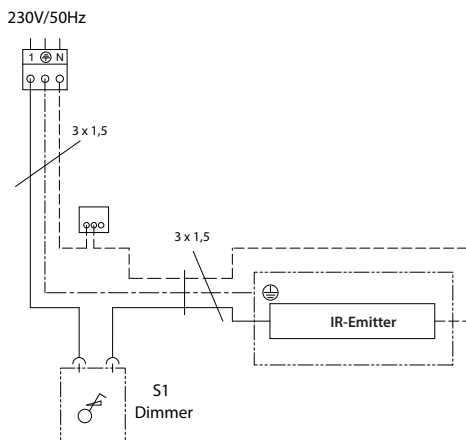 230V/50Hz
1 N
3 x 1,5
3 x 1,5
IR-Emitter
S1
Dimmer